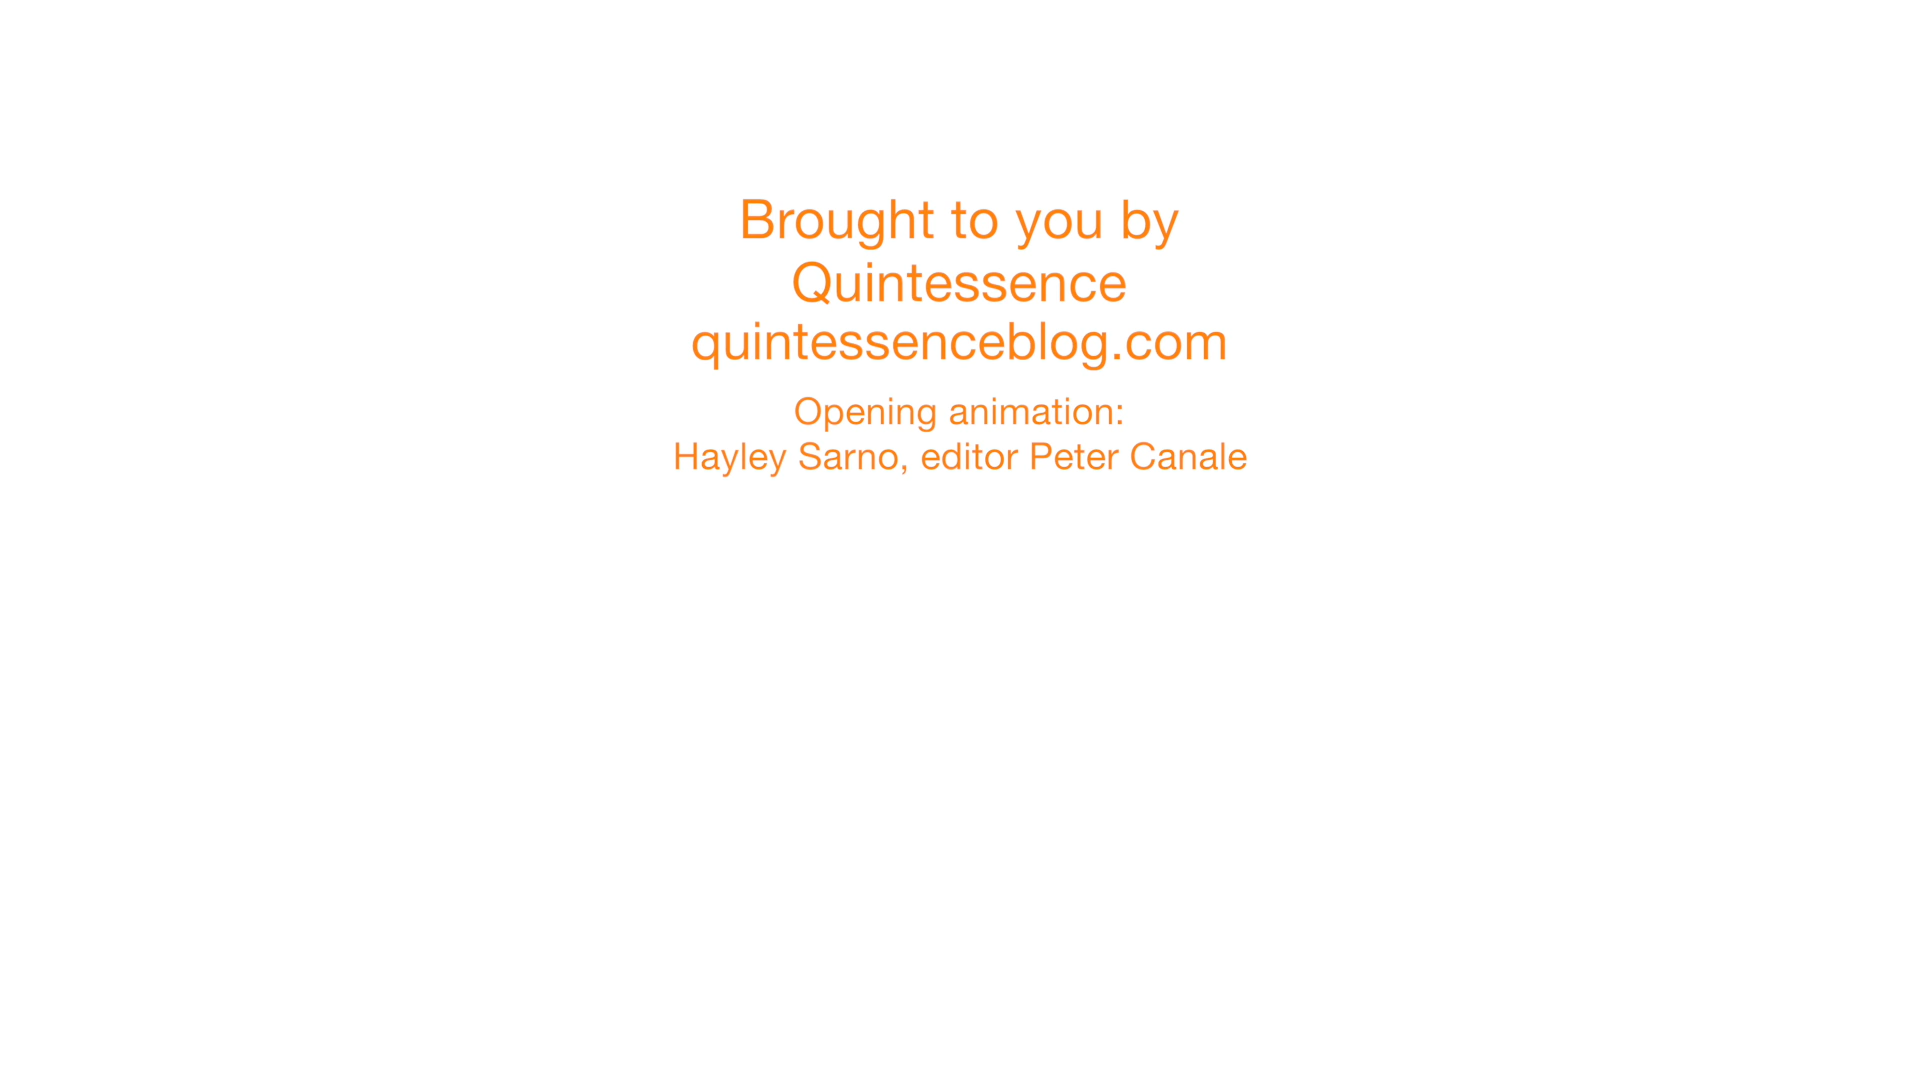 Brought to you by
Quintessence
quintessenceblog.com
Opening animation:
Hayley Sarno, editor Peter Canale